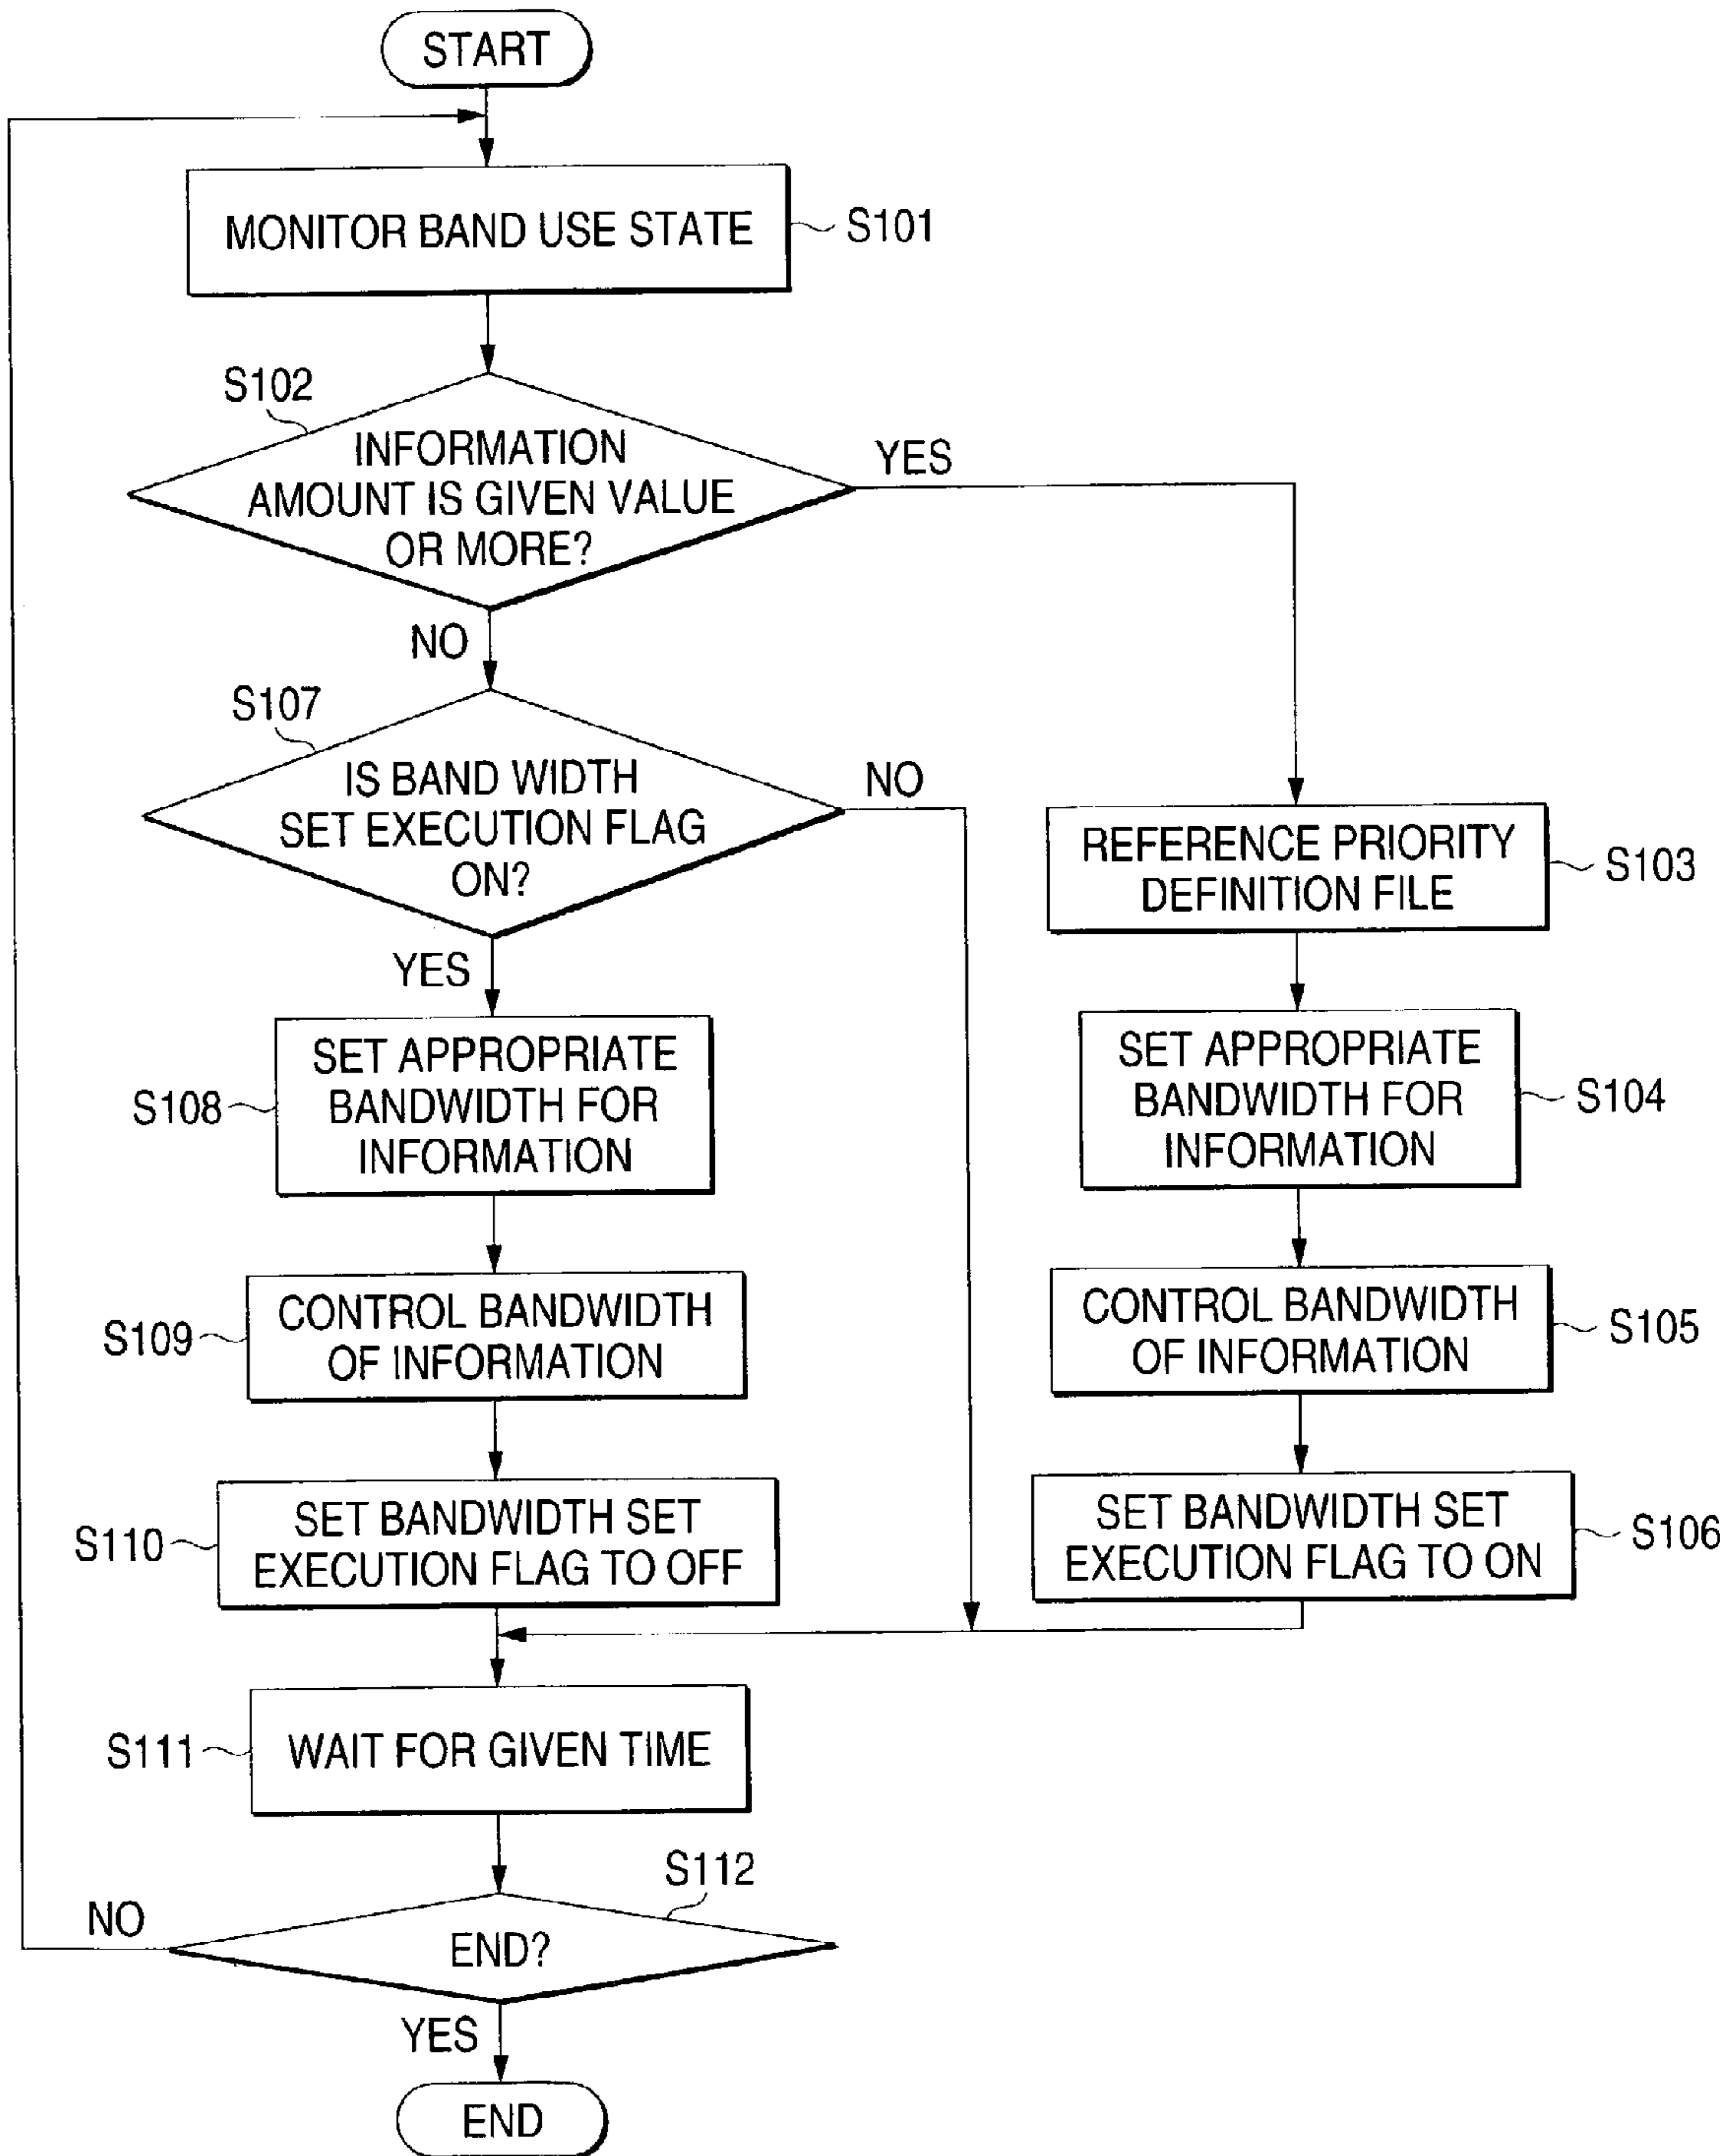 START
MONITOR BAND USE STATE
S101
S102
INFORMATION
AMOUNT IS GIVEN VALUE
OR MORE?
YES
NO
S107
IS BAND WIDTH
SET EXECUTION FLAG
ON?
NO
YES
REFERENCE PRIORITY
DEFINITION FILE
S103
SET APPROPRIATE
BANDWIDTH FOR
INFORMATION
S108
SET APPROPRIATE
BANDWIDTH FOR
INFORMATION
S104
CONTROL BANDWIDTH
OF INFORMATION
S109
CONTROL BANDWIDTH
OF INFORMATION
S105
SET BANDWIDTH SET
EXECUTION FLAG TO OFF
S110
SET BANDWIDTH SET
EXECUTION FLAG TO ON
S106
S111
WAIT FOR GIVEN TIME
S112
NO
END?
YES
END